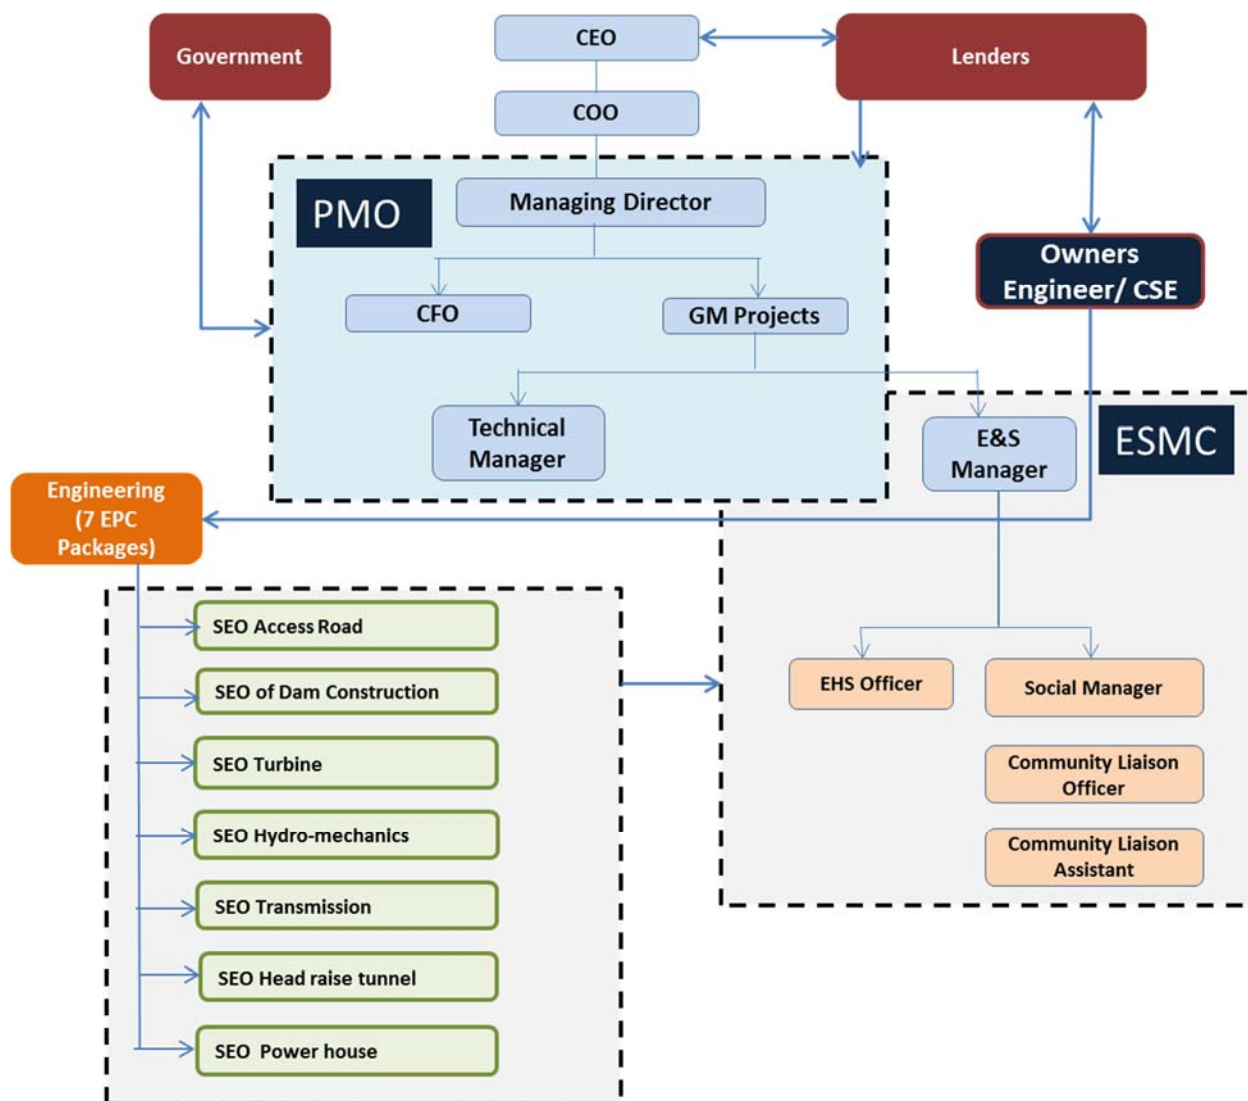 Government
CEO
Lenders
COO
PMO
Managing Director
Owners
Engineer/ CSE
CFO
GM Projects
Technical
Manager
E&S
Manager
ESMC
Engineering
(7 EPC
Packages)
SEO Access Road
SEO of Dam Construction
SEO Turbine
SEO Hydro-mechanics
SEO Transmission
SEO Head raise tunnel
SEO Power house
EHS Officer
Social Manager
Community Liaison
Officer
Community Liaison
Assistant